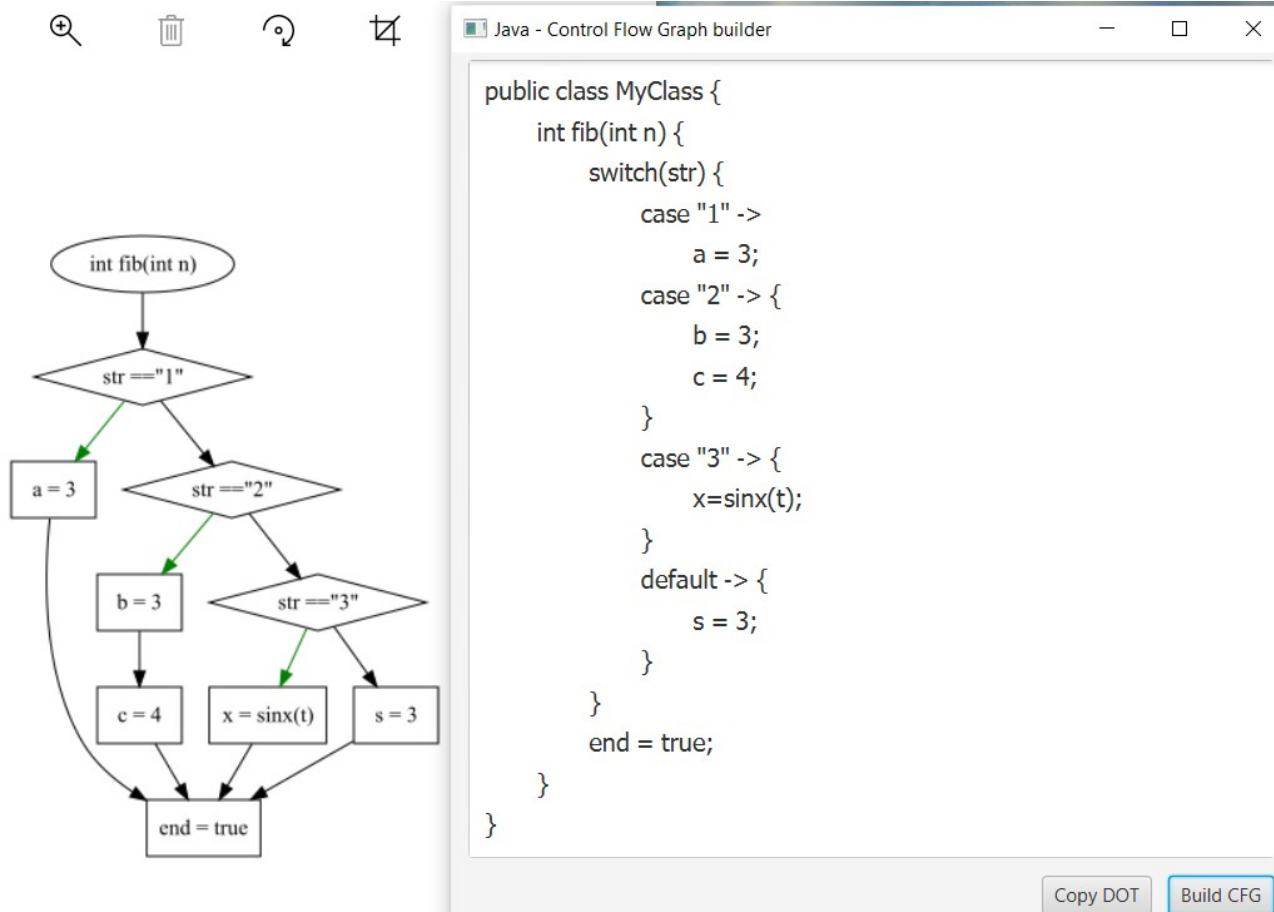 int fib(int n)
str =="1"
a = 3
str =="2"
b = 3
str =="3"
c = 4
x = sinx(t)
s = 3
end = true
Java - Control Flow Graph builder
public class MyClass {
int fib(int n) {
switch(str) {
case "1" ->
a = 3;
case "2" -> {
b = 3;
c = 4;
}
case "3" -> {
x=sinx(t);
}
default -> {
s = 3;
}
}
end = true;
}
}
Copy DOT
Build CFG